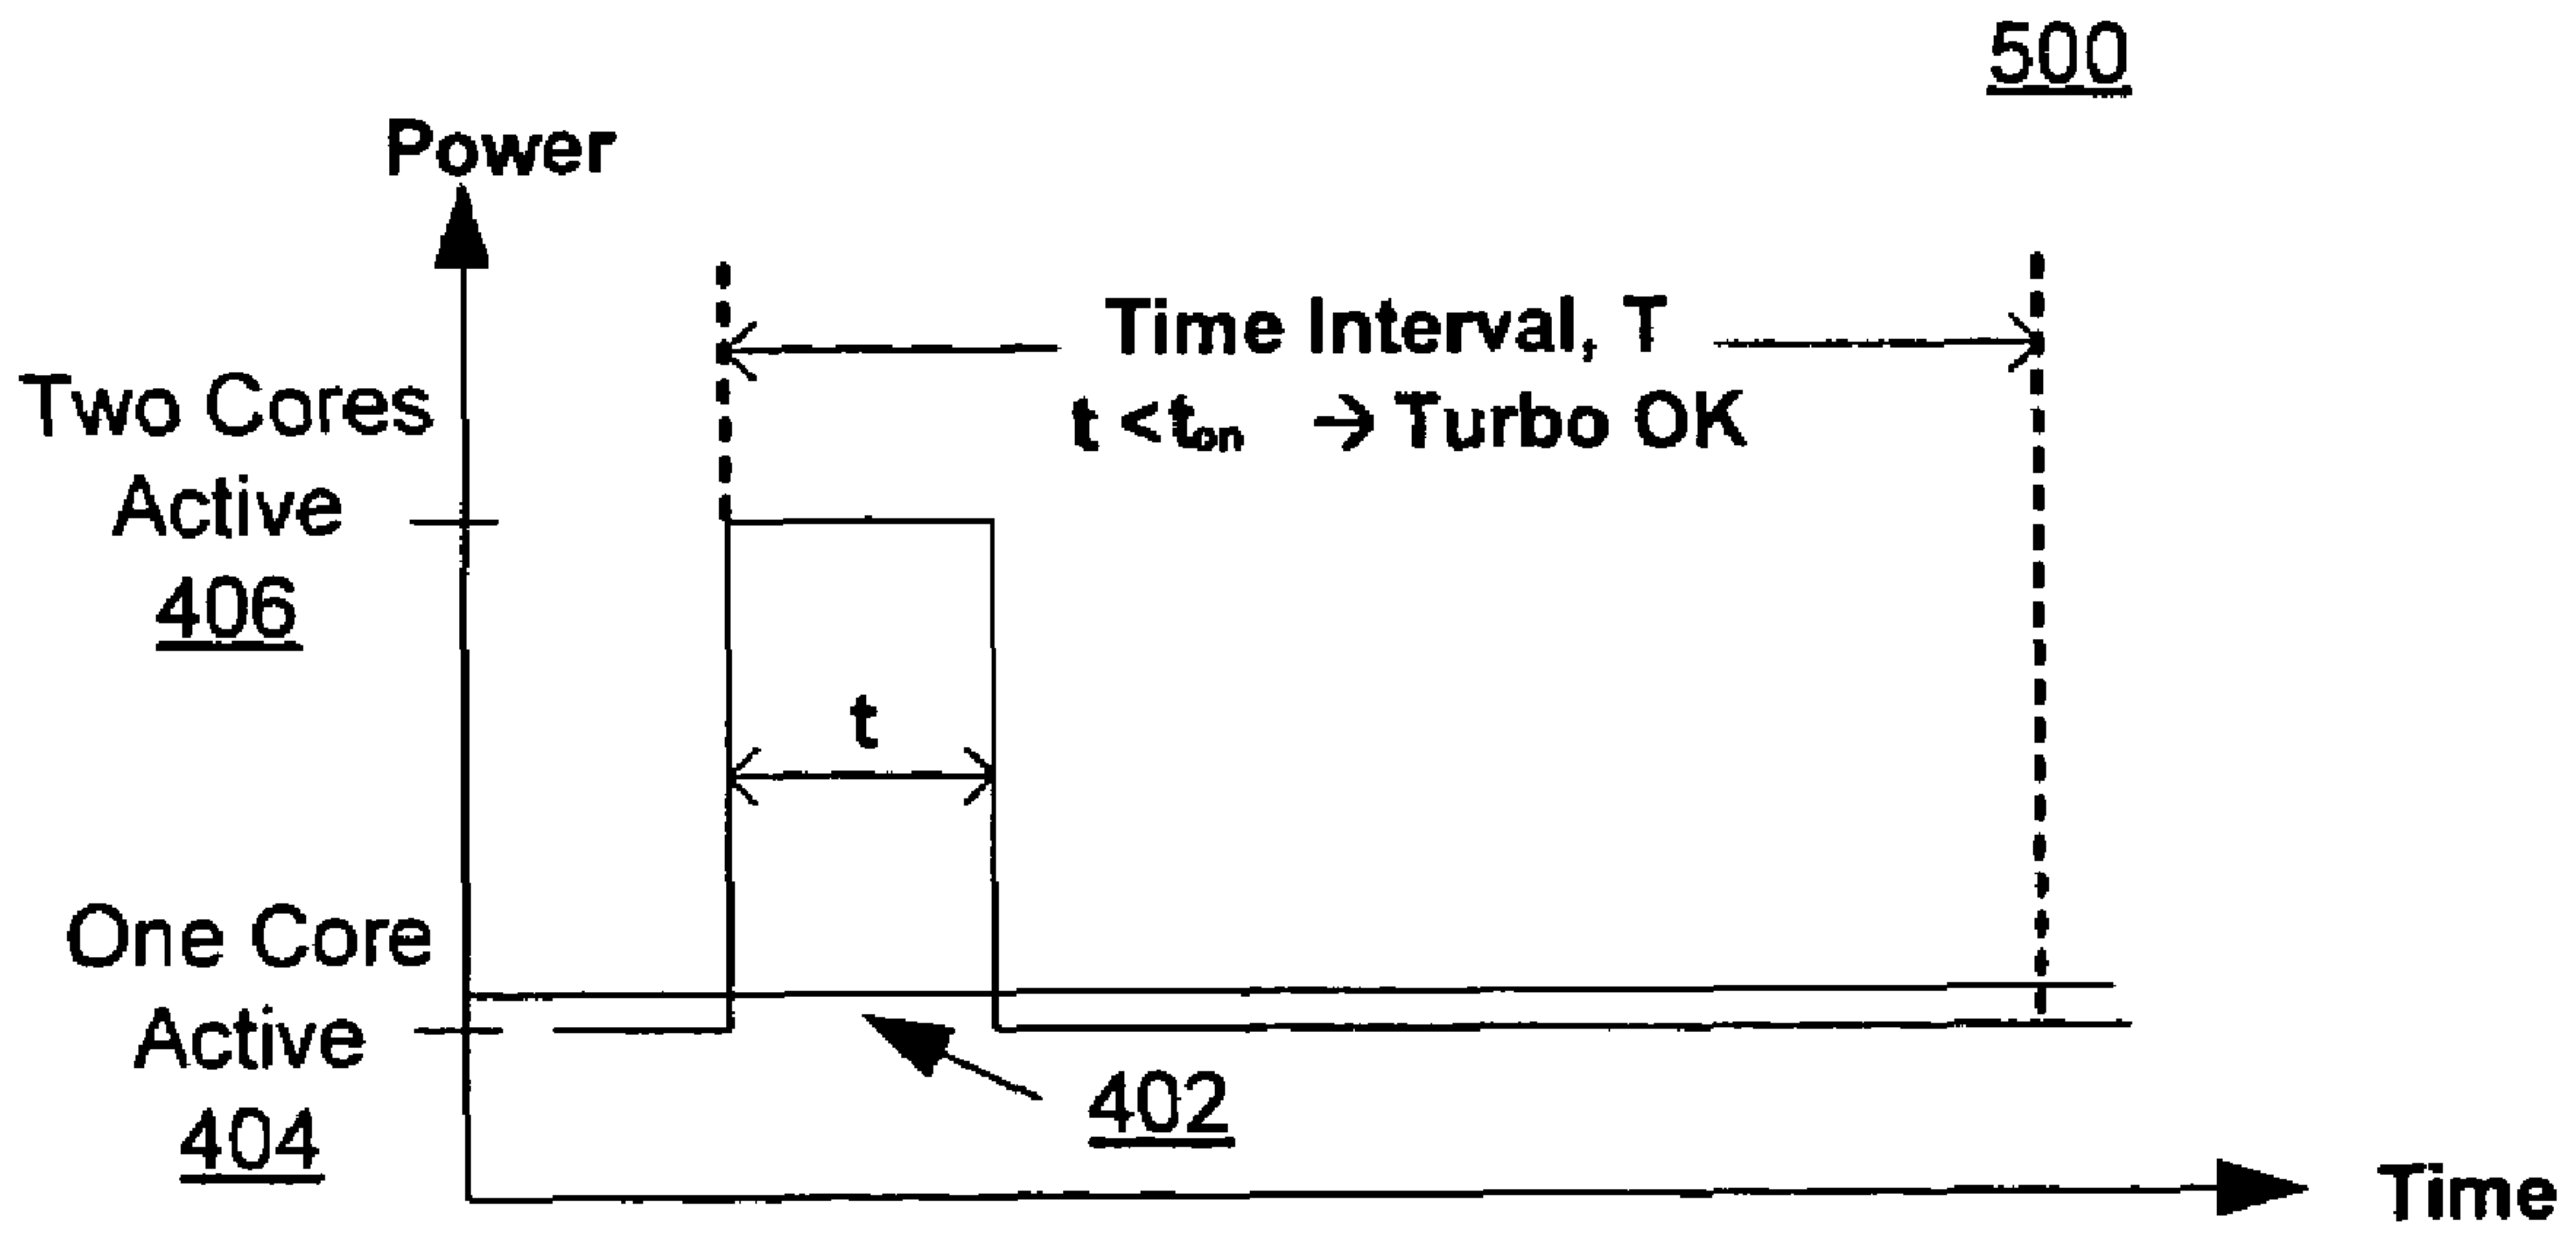 500
Power
Time Interval, T
t < ton → Turbo OK
Two Cores
Active
406
t
One Core
Active
404
402
Time